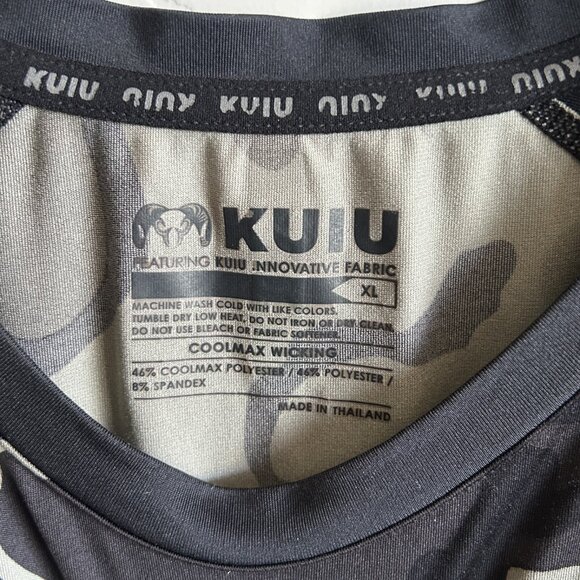 KUIU KUIU KUIU KUIU KUIU KUIU
KUIU
FEATURING KUIU INNOVATIVE FABRIC
XL
MACHINE WASH COLD WITH LIKE COLORS.
TUMBLE DRY LOW HEAT, DO NOT IRON OR DRY CLEAN,
DO NOT USE BLEACH OR FABRIC SOFTENER.
COOLMAX WICKING
46% COOLMAX POLYESTER / 46% POLYESTER /
8% SPANDEX
MADE IN THAILAND